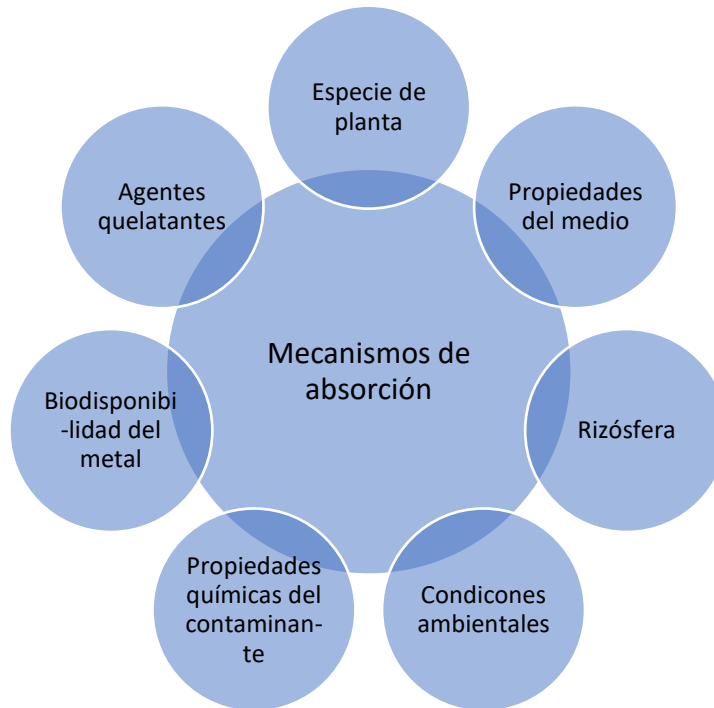 Especie de
planta
Propiedades
del medio
Rizósfera
Condicones
ambientales
Propiedades
químicas del
contaminan-
te
Biodisponibi
-lidad del
metal
Agentes
quelatantes
Mecanismos de
absorción